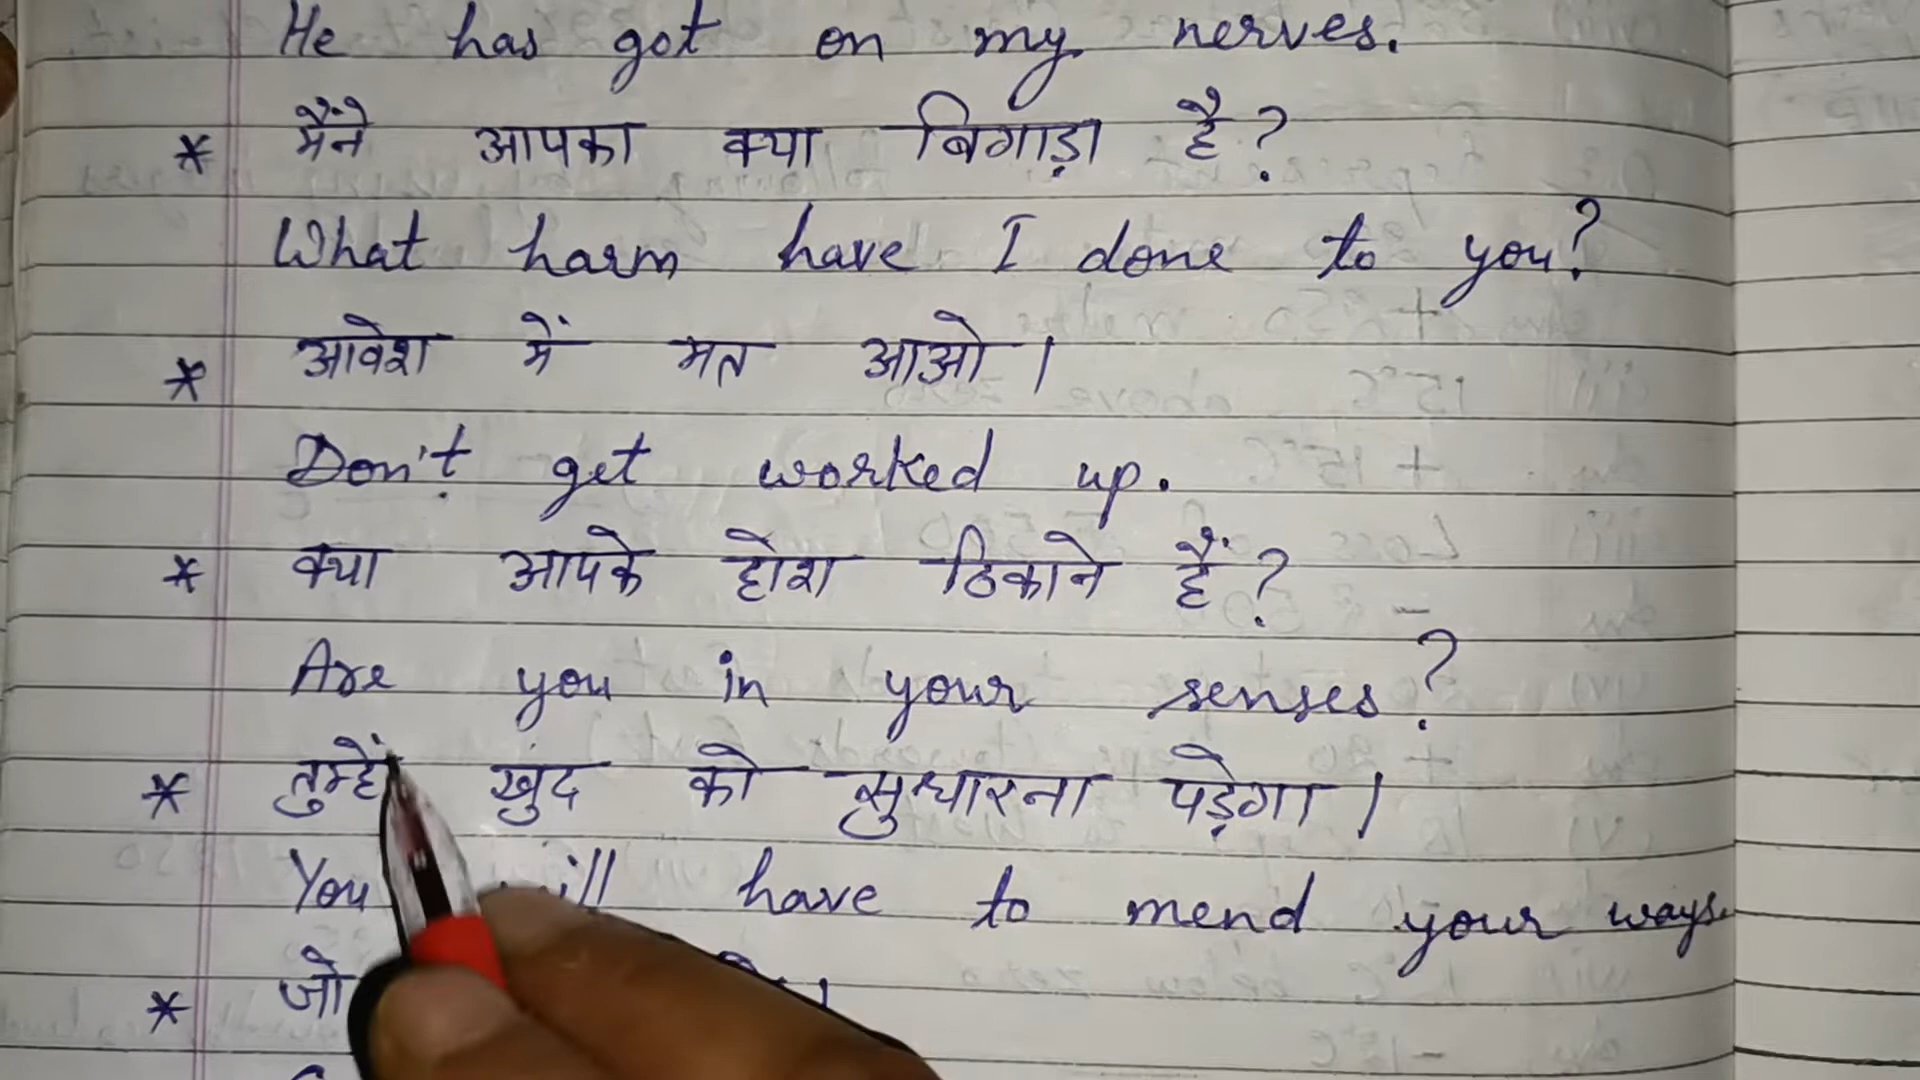 He has got on my nerves.
* मैंने आपका क्या बिगाड़ा है?
What harm have I done to you?
* आवेश में मत आओ।
Don't get worked up.
* क्या आपके होश ठिकाने हैं?
Are you in your senses?
* तुम्हें खुद को सुधारना पड़ेगा।
You will have to mend your ways.
* जो